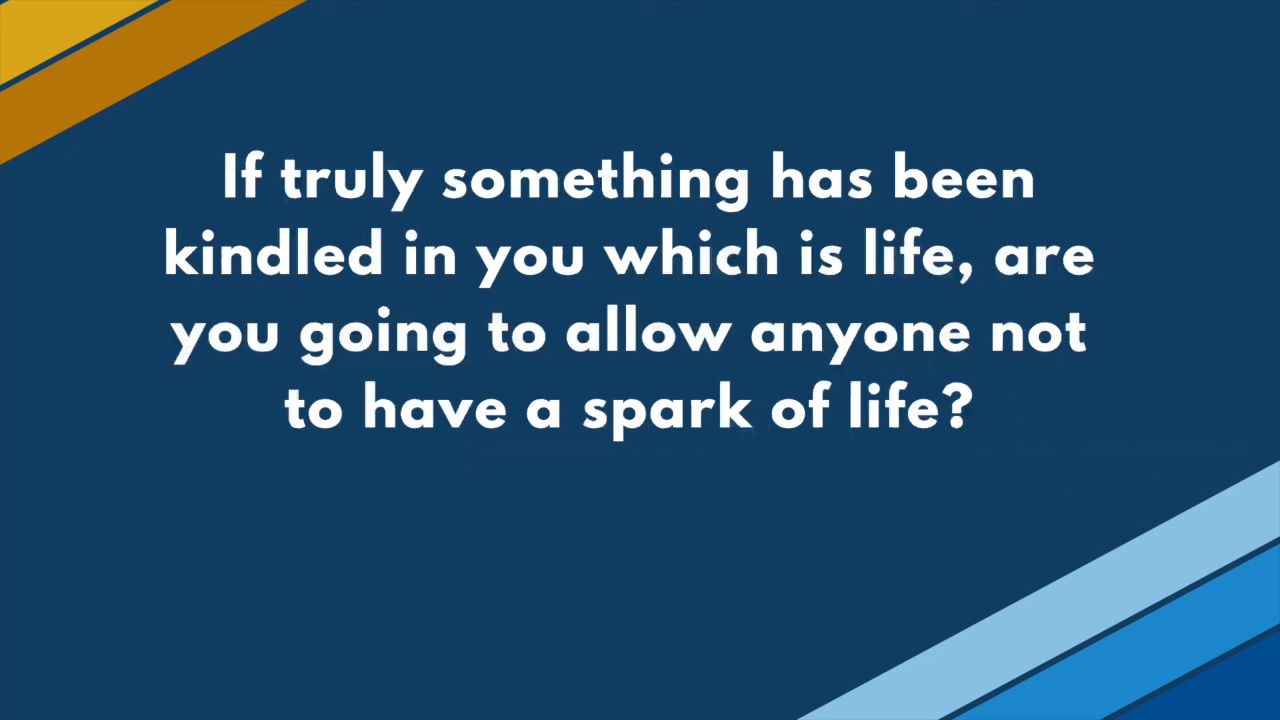 If truly something has been
kindled in you which is life, are
you going to allow anyone not
to have a spark of life?